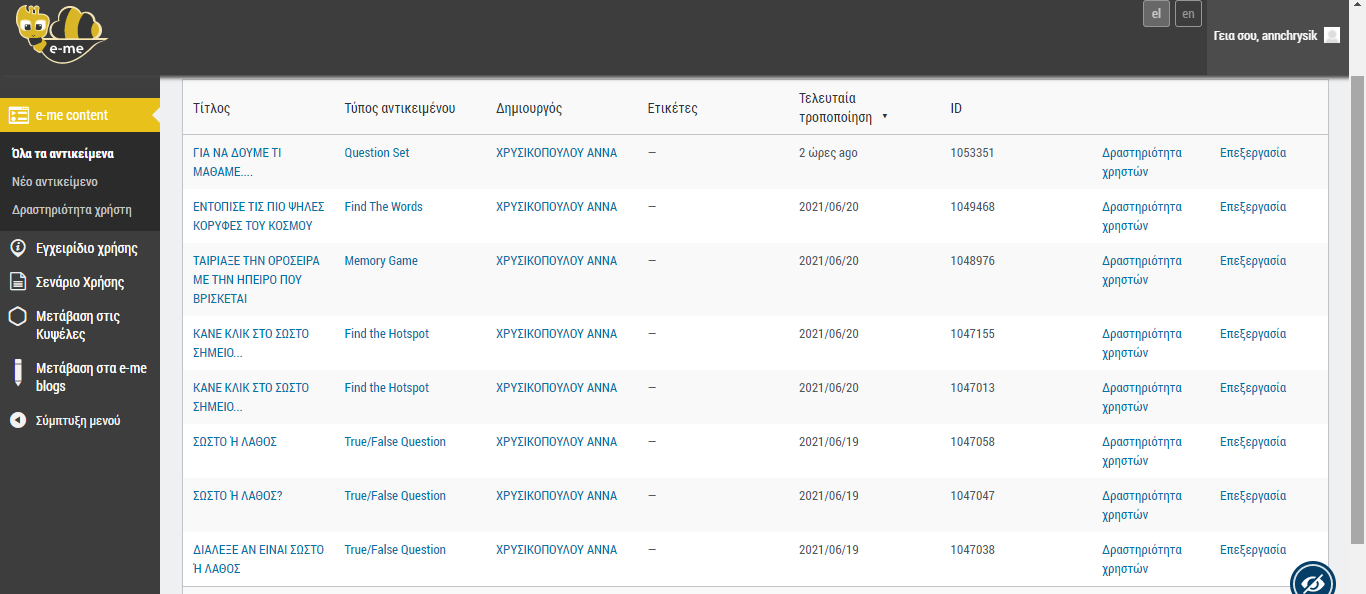 e-me
el en
Γεια σου, annchrysik
e-me content
Όλα τα αντικείμενα
Νέο αντικείμενο
Δραστηριότητα χρήστη
Εγχειρίδιο χρήσης
Σενάριο Χρήσης
Μετάβαση στις
Κυψέλες
Μετάβαση στα e-me
blogs
Σύμπτυξη μενού
Τίτλος Τύπος αντικειμένου Δημιουργός Ετικέτες Τελευταία
τροποποίηση ▼ ID
ΓΙΑ ΝΑ ΔΟΥΜΕ ΤΙ Question Set ΧΡΥΣΙΚΟΠΟΥΛΟΥ ΑΝΝΑ — 2 ώρες ago 1053351 Δραστηριότητα Επεξεργασία
ΜΑΘΑΜΕ.... χρηστών
ΕΝΤΟΠΙΣΕ ΤΙΣ ΠΙΟ ΨΗΛΕΣ Find The Words ΧΡΥΣΙΚΟΠΟΥΛΟΥ ΑΝΝΑ — 2021/06/20 1049468 Δραστηριότητα Επεξεργασία
ΚΟΡΥΦΕΣ ΤΟΥ ΚΟΣΜΟΥ χρηστών
ΤΑΙΡΙΑΞΕ ΤΗΝ ΟΡΟΣΕΙΡΑ Memory Game ΧΡΥΣΙΚΟΠΟΥΛΟΥ ΑΝΝΑ — 2021/06/20 1048976 Δραστηριότητα Επεξεργασία
ΜΕ ΤΗΝ ΗΠΕΙΡΟ ΠΟΥ χρηστών
ΒΡΙΣΚΕΤΑΙ
ΚΑΝΕ ΚΛΙΚ ΣΤΟ ΣΩΣΤΟ Find the Hotspot ΧΡΥΣΙΚΟΠΟΥΛΟΥ ΑΝΝΑ — 2021/06/20 1047155 Δραστηριότητα Επεξεργασία
ΣΗΜΕΙΟ... χρηστών
ΚΑΝΕ ΚΛΙΚ ΣΤΟ ΣΩΣΤΟ Find the Hotspot ΧΡΥΣΙΚΟΠΟΥΛΟΥ ΑΝΝΑ — 2021/06/20 1047013 Δραστηριότητα Επεξεργασία
ΣΗΜΕΙΟ... χρηστών
ΣΩΣΤΟ Ή ΛΑΘΟΣ True/False Question ΧΡΥΣΙΚΟΠΟΥΛΟΥ ΑΝΝΑ — 2021/06/19 1047058 Δραστηριότητα Επεξεργασία
χρηστών
ΣΩΣΤΟ Ή ΛΑΘΟΣ? True/False Question ΧΡΥΣΙΚΟΠΟΥΛΟΥ ΑΝΝΑ — 2021/06/19 1047047 Δραστηριότητα Επεξεργασία
χρηστών
ΔΙΑΛΕΞΕ ΑΝ ΕΙΝΑΙ ΣΩΣΤΟ True/False Question ΧΡΥΣΙΚΟΠΟΥΛΟΥ ΑΝΝΑ — 2021/06/19 1047038 Δραστηριότητα Επεξεργασία
Ή ΛΑΘΟΣ χρηστών